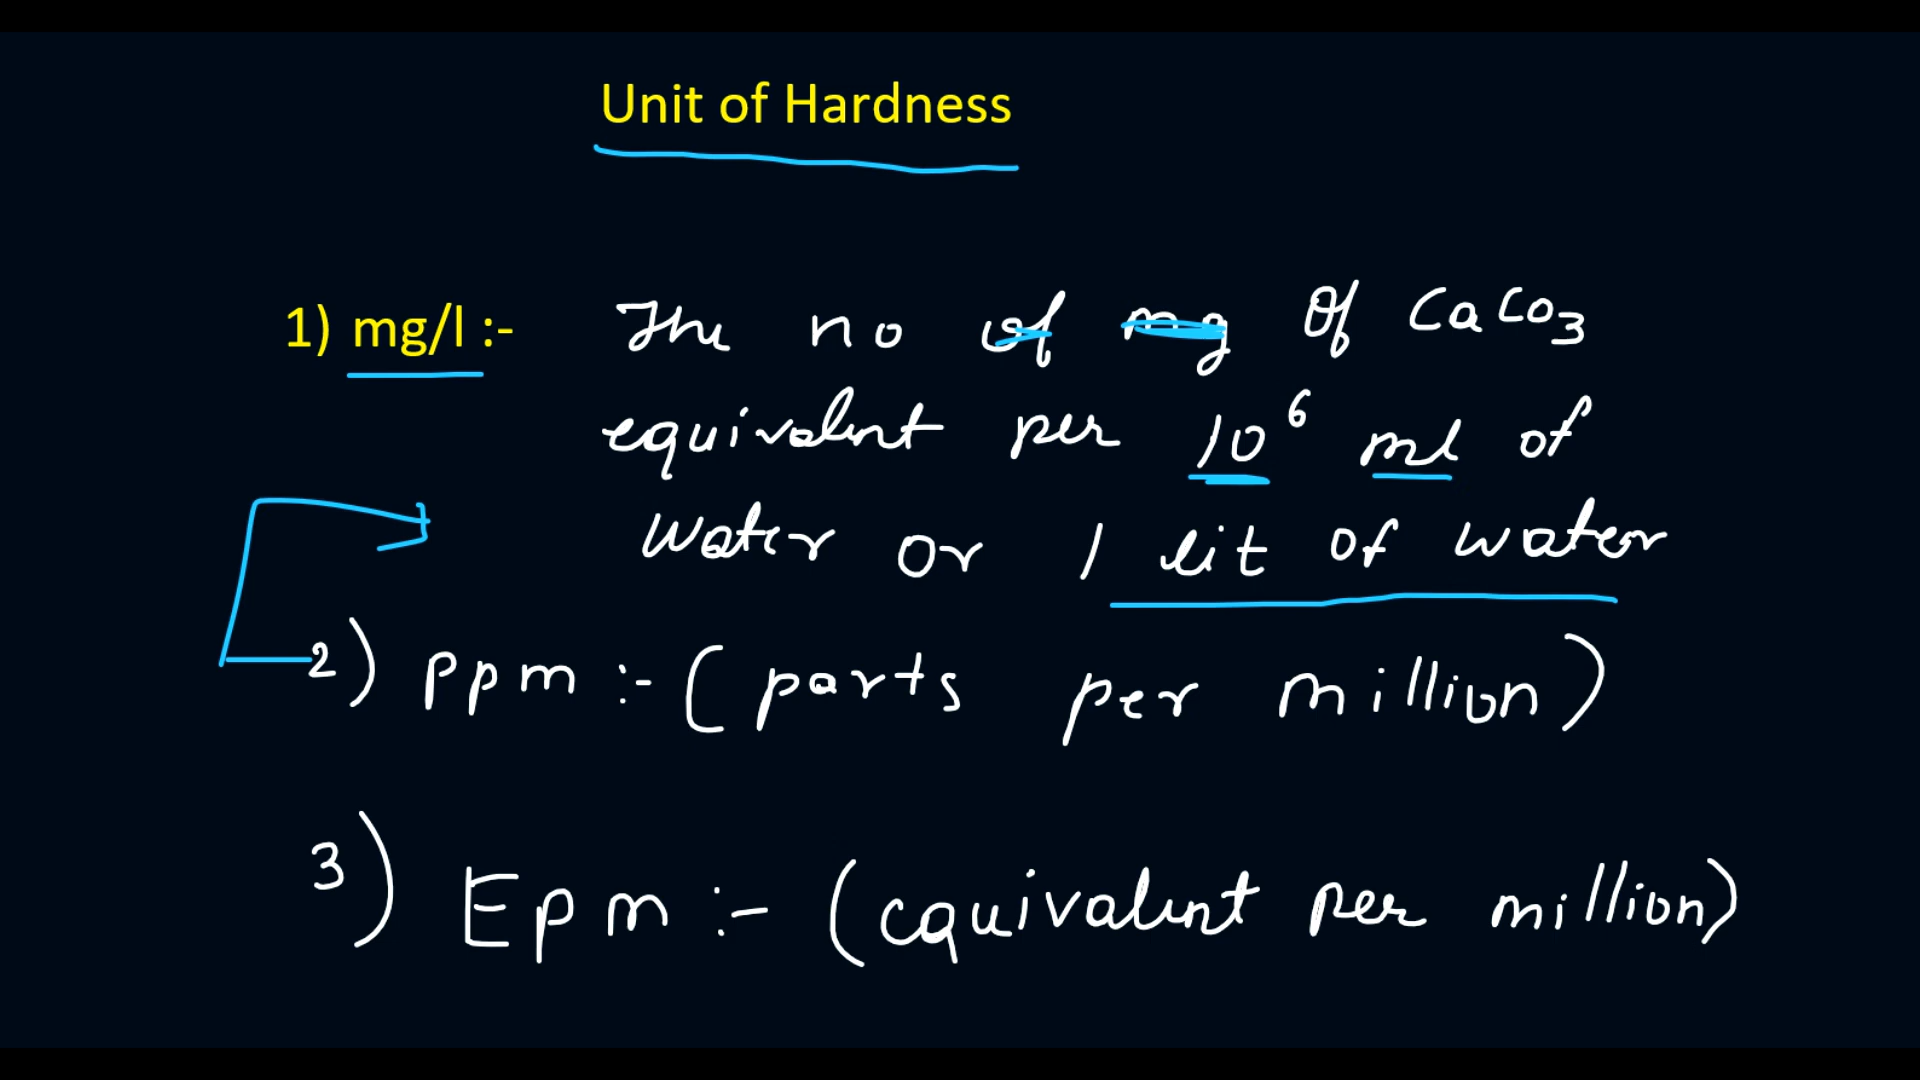 Unit of Hardness
1) mg/l :- The no of mg Of CaCO3
equivalent per 10⁶ ml of
water or 1 lit of water
2) PPm :- (parts per million)
3) Epm :- (equivalent per million)